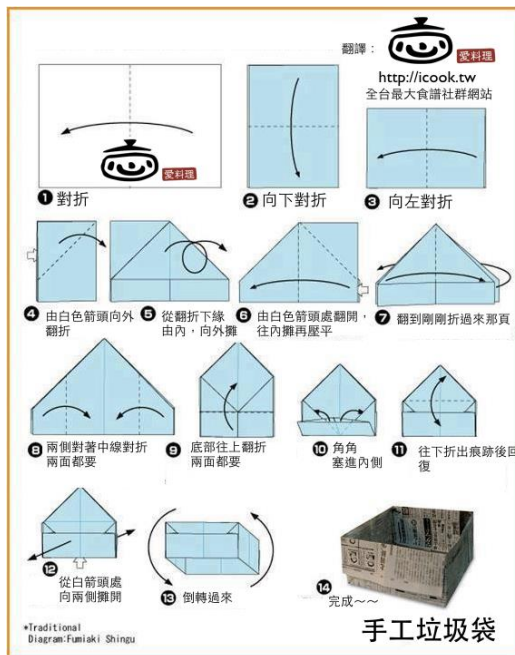 翻譯：
愛料理
http://icook.tw
全台最大食譜社群網站
愛料理
1 對折
2 向下對折
3 向左對折
4 由白色箭頭向外
翻折
5 從翻折下緣
由內，向外攤
6 由白色箭頭處翻開，
往內攤再壓平
7 翻到剛剛折過來那頁
8 兩側對著中線對折
兩面都要
9 底部往上翻折
兩面都要
10 角角
塞進內側
11 往下折出痕跡後回
復
12 從白箭頭處
向兩側攤開
13 倒轉過來
14
完成～～
*Traditional
Diagram:Fumiaki Shingu
手工垃圾袋